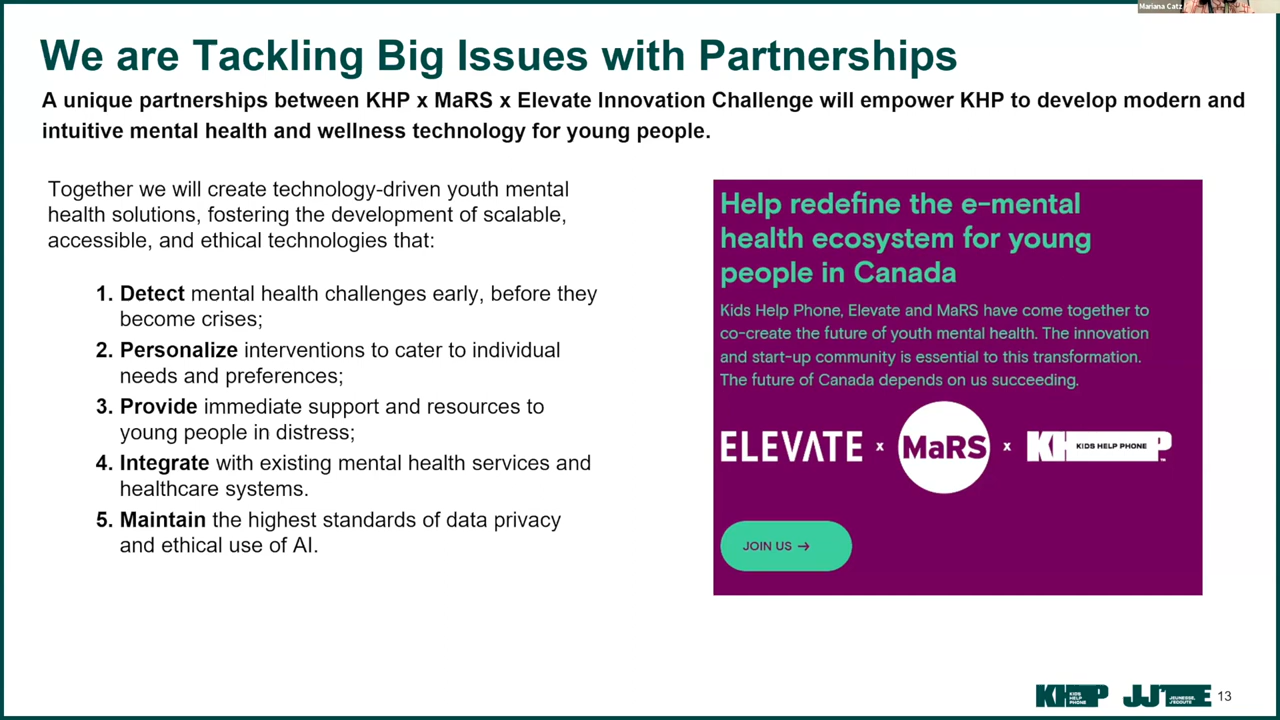 Mariana Catz
We are Tackling Big Issues with Partnerships
A unique partnerships between KHP x MaRS x Elevate Innovation Challenge will empower KHP to develop modern and
intuitive mental health and wellness technology for young people.
Together we will create technology-driven youth mental
health solutions, fostering the development of scalable,
accessible, and ethical technologies that:
1. Detect mental health challenges early, before they
become crises;
2. Personalize interventions to cater to individual
needs and preferences;
3. Provide immediate support and resources to
young people in distress;
4. Integrate with existing mental health services and
healthcare systems.
5. Maintain the highest standards of data privacy
and ethical use of AI.
Help redefine the e-mental
health ecosystem for young
people in Canada
Kids Help Phone, Elevate and MaRS have come together to
co-create the future of youth mental health. The innovation
and start-up community is essential to this transformation.
The future of Canada depends on us succeeding.
ELEVATE x MaRS x KHP KIDS HELP PHONE
JOIN US →
KHP KIDS HELP PHONE JJ'E JEUNESSE, J'ÉCOUTE 13